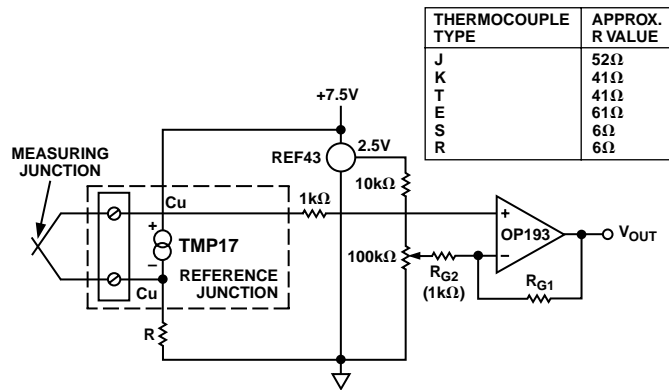 THERMOCOUPLE TYPE APPROX. R VALUE
J 52Ω
K 41Ω
T 41Ω
E 61Ω
S 6Ω
R 6Ω
+7.5V
2.5V
REF43
MEASURING
JUNCTION
10kΩ
Cu
1kΩ
+
+
OP193
VOUT
TMP17
100kΩ
−
−
REFERENCE
JUNCTION
RG2
(1kΩ)
RG1
Cu
R